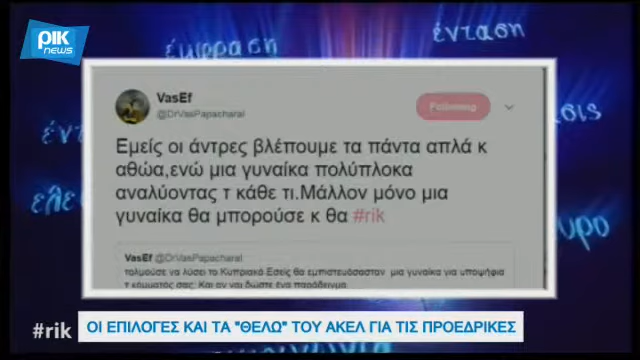 ΡΙΚ
news
έκφραση
ένταση
VasEf
@DrVasPapacharal
Following
Εμείς οι άντρες βλέπουμε τα πάντα απλά κ
αθώα,ενώ μια γυναίκα πολύπλοκα
αναλύοντας τ κάθε τι.Μάλλον μόνο μια
γυναίκα θα μπορούσε κ θα #rik
VasEf @DrVasPapacharal
τολμούσε να λύσει το Κυπριακό.Εσείς θα εμπιστευόσασταν μια γυναίκα για υποψήφια
τ κόμματος σας; Και αν ναι δώστε ένα παράδειγμα.
#rik
ΟΙ ΕΠΙΛΟΓΕΣ ΚΑΙ ΤΑ "ΘΕΛΩ" ΤΟΥ ΑΚΕΛ ΓΙΑ ΤΙΣ ΠΡΟΕΔΡΙΚΕΣ